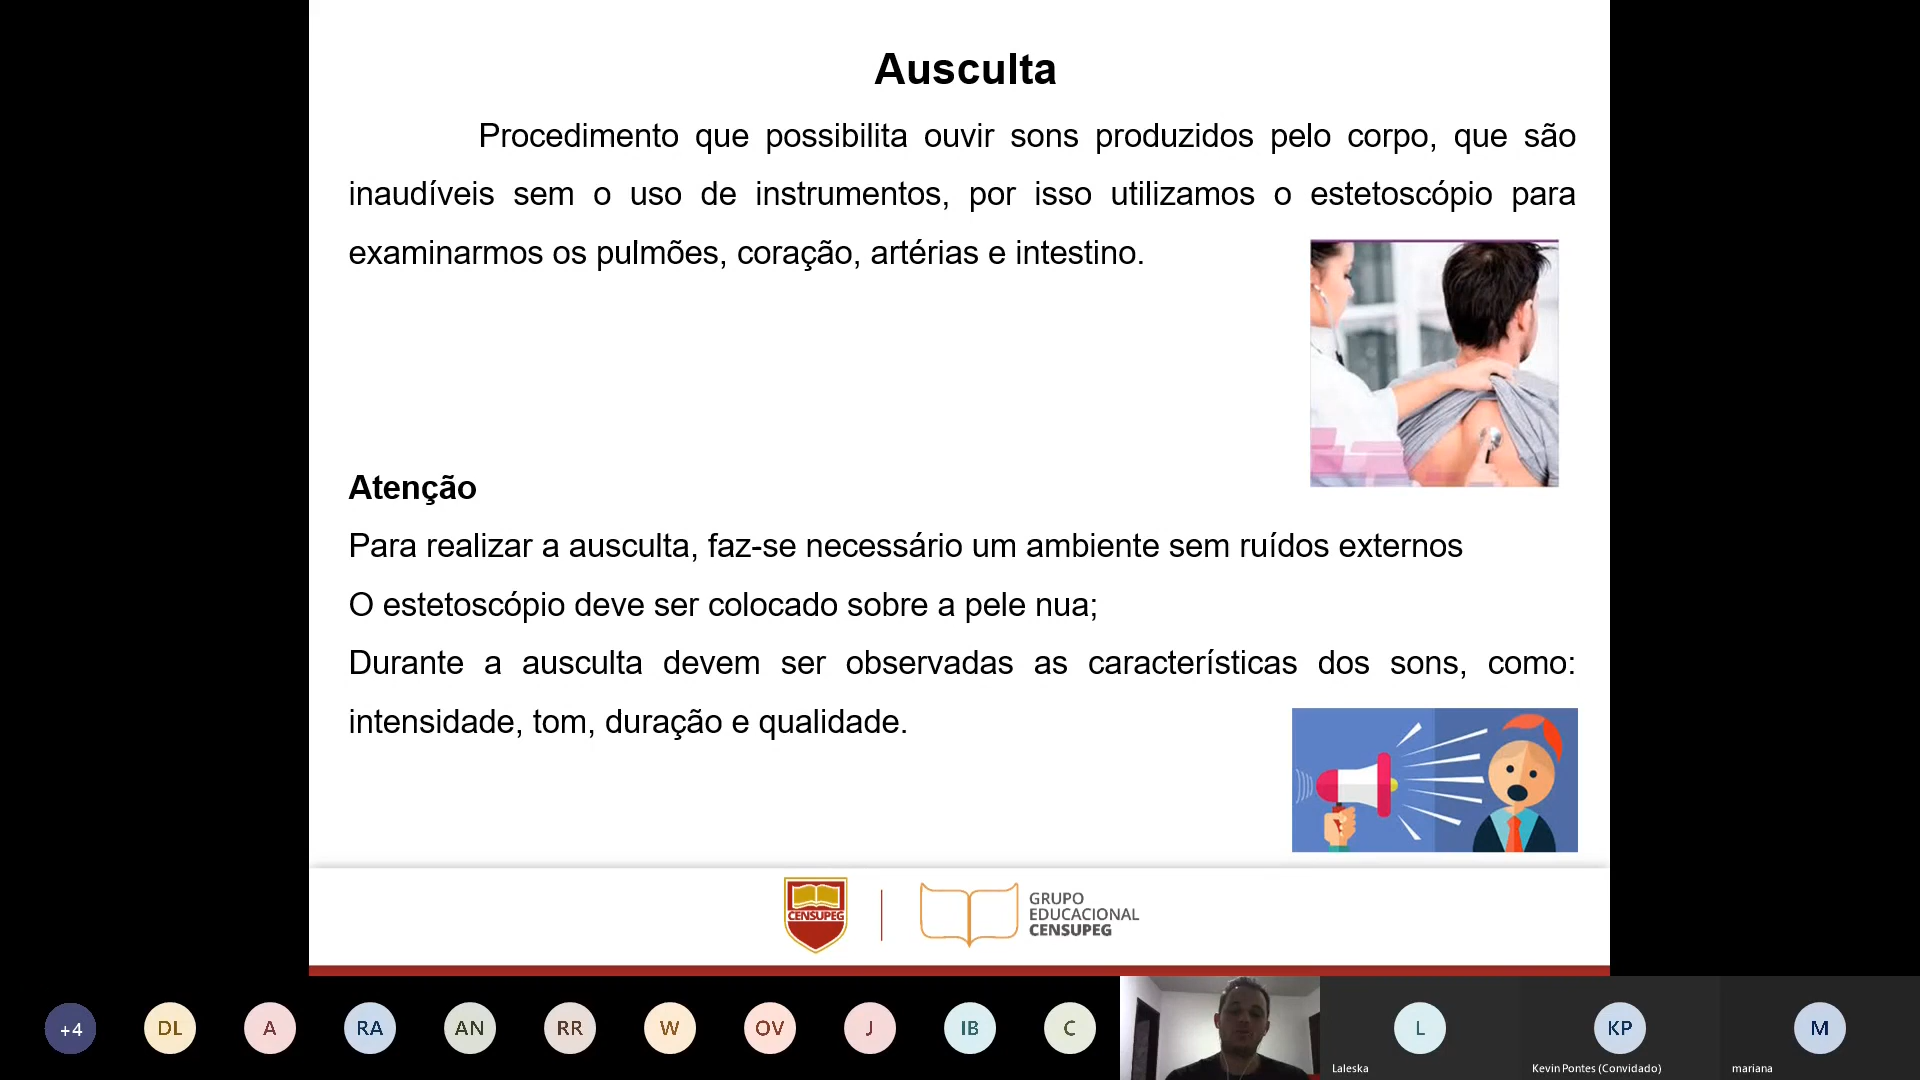 Ausculta
Procedimento que possibilita ouvir sons produzidos pelo corpo, que são
inaudíveis sem o uso de instrumentos, por isso utilizamos o estetoscópio para
examinarmos os pulmões, coração, artérias e intestino.
Atenção
Para realizar a ausculta, faz-se necessário um ambiente sem ruídos externos
O estetoscópio deve ser colocado sobre a pele nua;
Durante a ausculta devem ser observadas as características dos sons, como:
intensidade, tom, duração e qualidade.
CENSUPEG
GRUPO
EDUCACIONAL
CENSUPEG
+4 DL A RA AN RR W OV J IB C L KP M
Laleska Kevin Pontes (Convidado) mariana